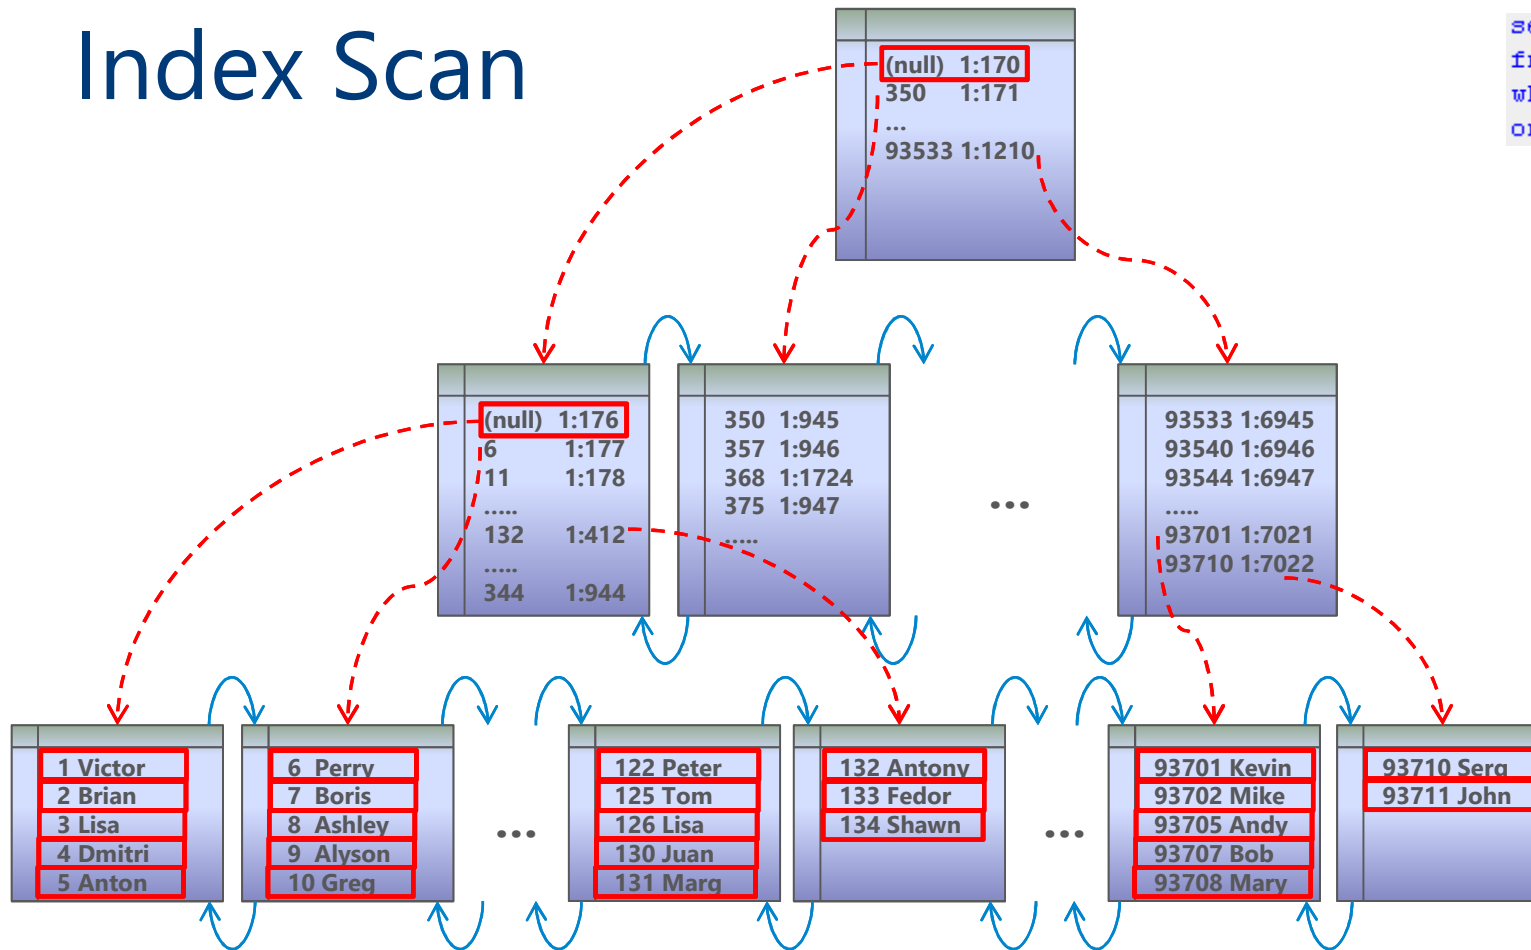 Index Scan
(null) 1:170
350 1:171
...
93533 1:1210
(null) 1:176
6 1:177
11 1:178
.....
132 1:412
.....
344 1:944
350 1:945
357 1:946
368 1:1724
375 1:947
.....
...
93533 1:6945
93540 1:6946
93544 1:6947
.....
93701 1:7021
93710 1:7022
1 Victor
2 Brian
3 Lisa
4 Dmitri
5 Anton
6 Perry
7 Boris
8 Ashley
9 Alyson
10 Greg
...
122 Peter
125 Tom
126 Lisa
130 Juan
131 Marg
132 Antony
133 Fedor
134 Shawn
...
93701 Kevin
93702 Mike
93705 Andy
93707 Bob
93708 Mary
93710 Serg
93711 John